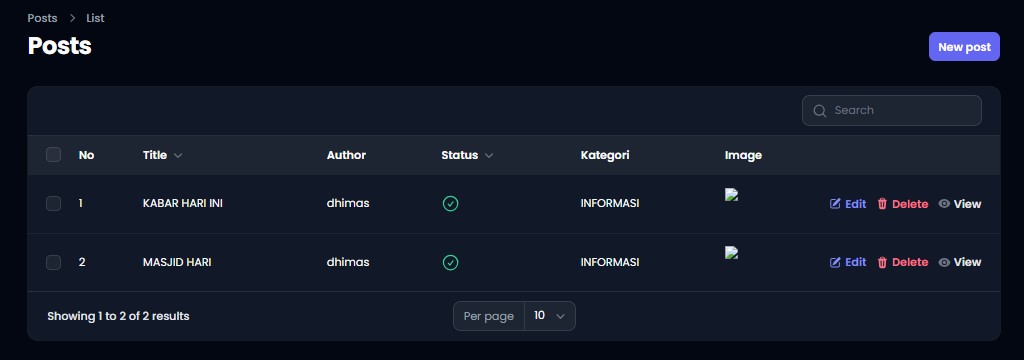 Posts > List
Posts
New post
Search
No Title Author Status Kategori Image
1 KABAR HARI INI dhimas INFORMASI Edit Delete View
2 MASJID HARI dhimas INFORMASI Edit Delete View
Showing 1 to 2 of 2 results Per page 10